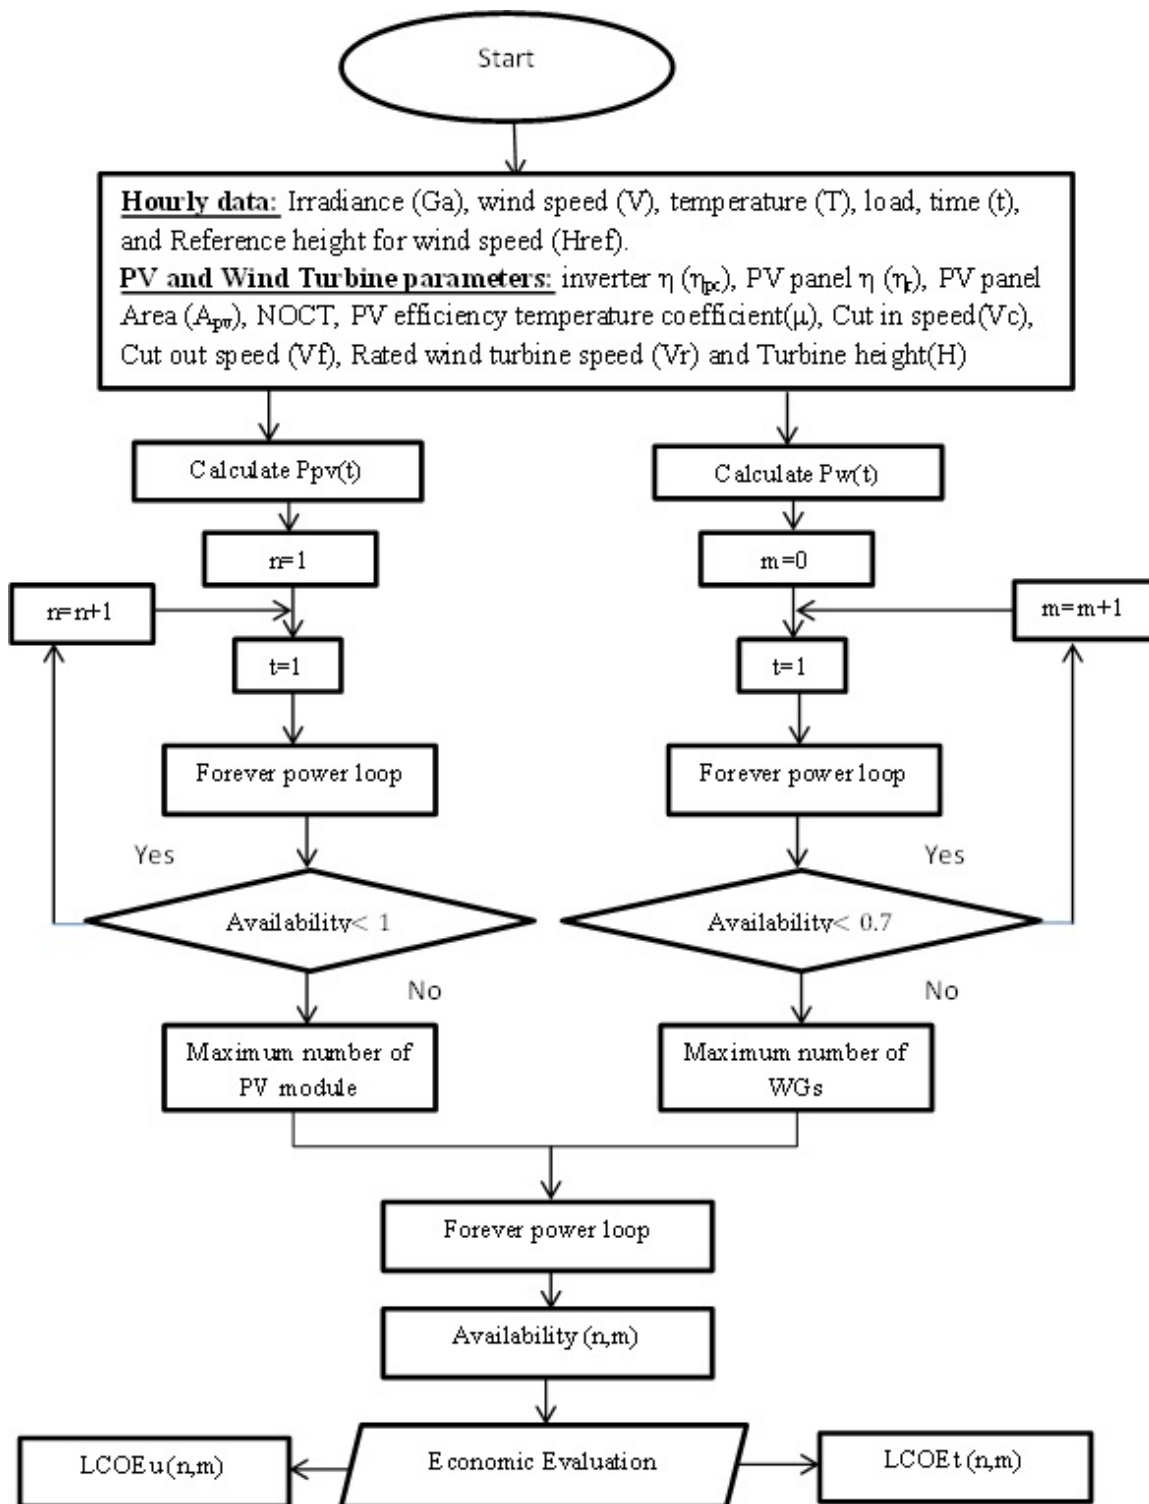 Start
Hourly data: Irradiance (Ga), wind speed (V), temperature (T), load, time (t),
and Reference height for wind speed (Href).
PV and Wind Turbine parameters: inverter η (ηpc), PV panel η (ηr), PV panel
Area (Apv), NOCT, PV efficiency temperature coefficient(μ), Cut in speed(Vc),
Cut out speed (Vf), Rated wind turbine speed (Vr) and Turbine height(H)
Calculate Ppv(t)
Calculate Pw(t)
n=1
m=0
n=n+1
m=m+1
t=1
t=1
Forever power loop
Forever power loop
Yes
Yes
Availability< 1
Availability< 0.7
No
No
Maximum number of
PV module
Maximum number of
WGs
Forever power loop
Availability (n,m)
Economic Evaluation
LCOEu(n,m)
LCOEt (n,m)